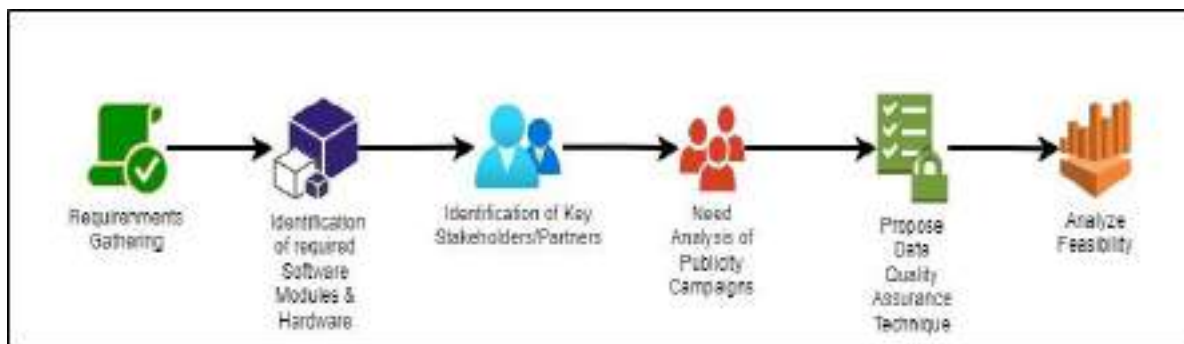 Requirements
Gathering
Identification
of required
Software
Modules &
Hardware
Identification of Key
Stakeholders/Partners
Need
Analysis of
Publicity
Campaigns
Propose
Data
Quality
Assurance
Technique
Analyze
Feasibility